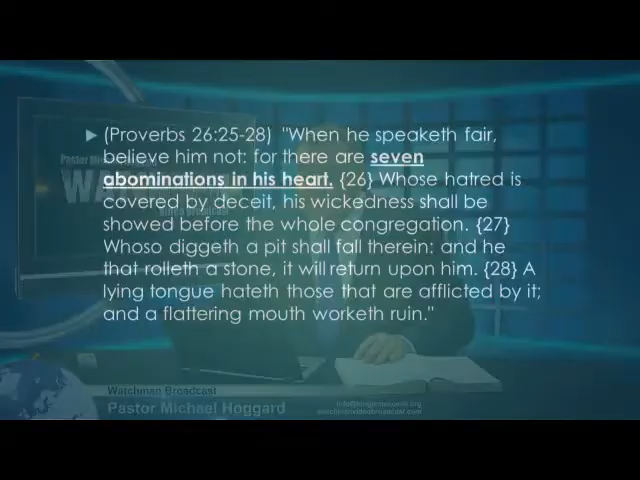 (Proverbs 26:25-28) "When he speaketh fair,
believe him not: for there are seven
abominations in his heart. {26} Whose hatred is
covered by deceit, his wickedness shall be
showed before the whole congregation. {27}
Whoso diggeth a pit shall fall therein: and he
that rolleth a stone, it will return upon him. {28} A
lying tongue hateth those that are afflicted by it;
and a flattering mouth worketh ruin."
Watchman Broadcast
Pastor Michael Hoggard